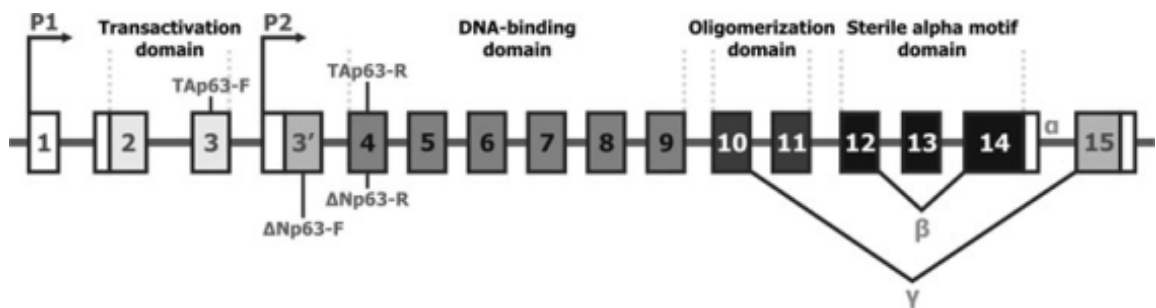 P1
Transactivation
domain
P2
DNA-binding
domain
Oligomerization
domain
Sterile alpha motif
domain
TAp63-F
TAp63-R
1
2
3
3'
4
5
6
7
8
9
10
11
12
13
14
α
15
ΔNp63-R
ΔNp63-F
β
γ